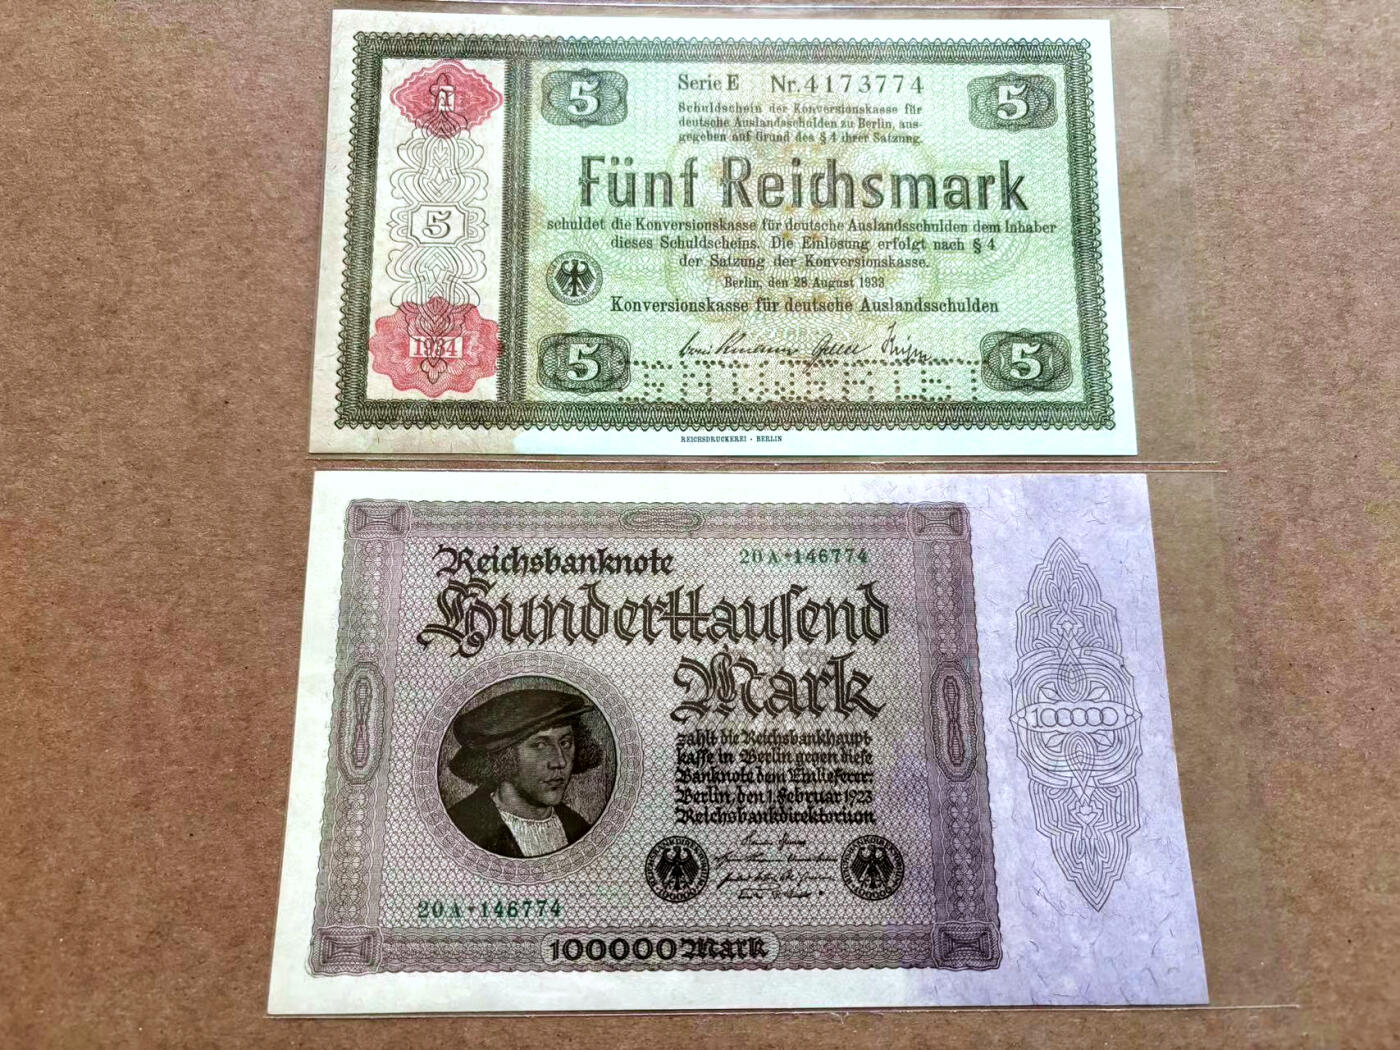 5
Serie E Nr. 4173774
5
Schuldschein der Konversionskasse für
deutsche Auslandsschulden zu Berlin, aus-
gegeben auf Grund des § 4 ihrer Satzung.
Fünf Reichsmark
5
schuldet die Konversionskasse für deutsche Auslandsschulden dem Inhaber
dieses Schuldscheins. Die Einlösung erfolgt nach § 4
der Satzung der Konversionskasse.
Berlin, den 28. August 1933
Konversionskasse für deutsche Auslandsschulden
1934
5
5
REICHSDRUCKEREI · BERLIN
Reichsbanknote
20A·146774
Hunderttausend
Mark
zahlt die Reichsbankhaupt-
kasse in Berlin gegen diese
Banknote dem Einlieferer.
Berlin, den 1. Februar 1923
Reichsbankdirektorium
20A·146774
100000 Mark